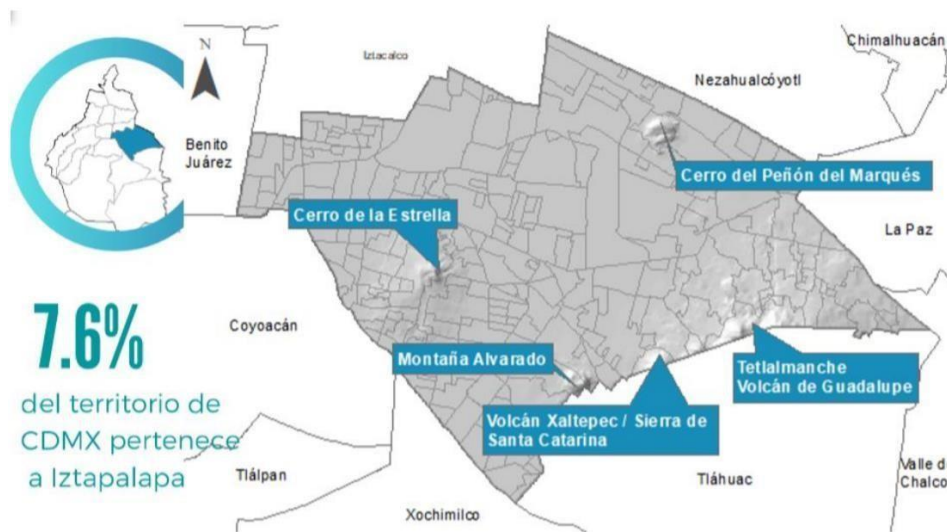 N
Iztacalco
Chimalhuacán
Nezahualcóyotl
Benito
Juárez
Cerro del Peñón del Marqués
Cerro de la Estrella
La Paz
7.6%
del territorio de
CDMX pertenece
a Iztapalapa
Coyoacán
Montaña Alvarado
Tetlalmanche
Volcán de Guadalupe
Volcán Xaltepec / Sierra de
Santa Catarina
Tlálpan
Tláhuac
Valle d
Chalco
Xochimilco